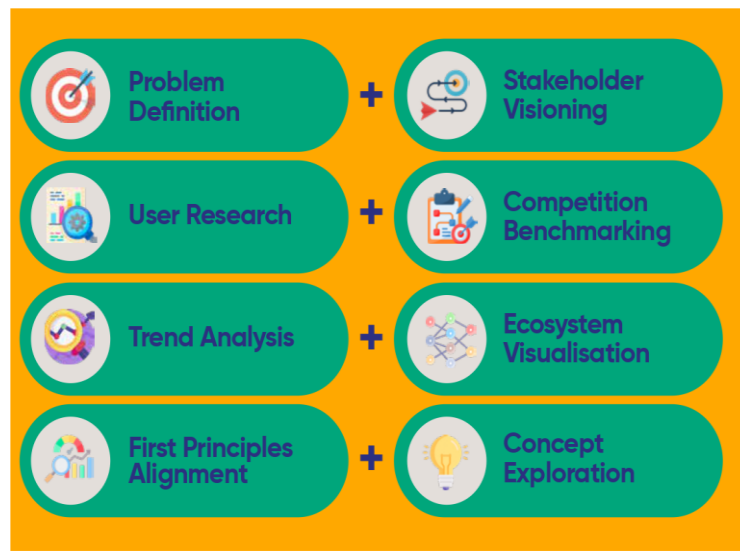 Problem
Definition
+
Stakeholder
Visioning
User Research
+
Competition
Benchmarking
Trend Analysis
+
Ecosystem
Visualisation
First Principles
Alignment
+
Concept
Exploration